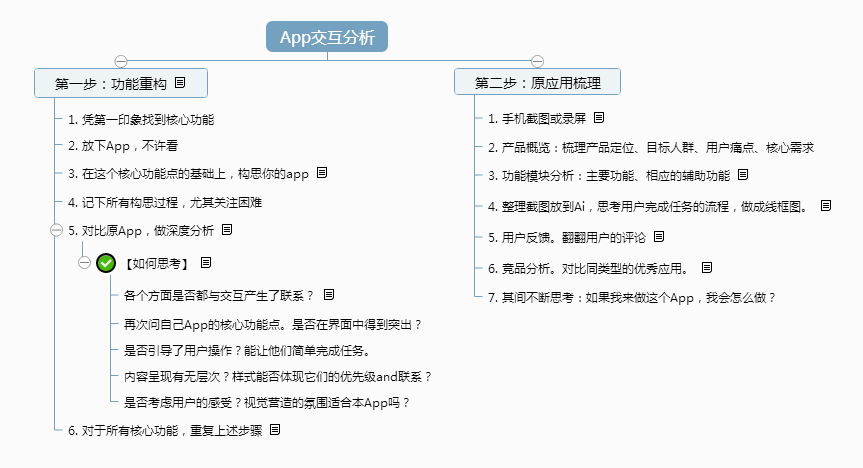 App交互分析
第一步：功能重构
1. 凭第一印象找到核心功能
2. 放下App，不许看
3. 在这个核心功能点的基础上，构思你的app
4. 记下所有构思过程，尤其关注困难
5. 对比原App，做深度分析
【如何思考】
各个方面是否都与交互产生了联系？
再次问自己App的核心功能点。是否在界面中得到突出？
是否引导了用户操作？能让他们简单完成任务。
内容呈现有无层次？样式能否体现它们的优先级and联系？
是否考虑用户的感受？视觉营造的氛围适合本App吗？
6. 对于所有核心功能，重复上述步骤
第二步：原应用梳理
1. 手机截图或录屏
2. 产品概览：梳理产品定位、目标人群、用户痛点、核心需求
3. 功能模块分析：主要功能、相应的辅助功能
4. 整理截图放到Ai，思考用户完成任务的流程，做成线框图。
5. 用户反馈。翻翻用户的评论
6. 竞品分析。对比同类型的优秀应用。
7. 其间不断思考：如果我来做这个App，我会怎么做？